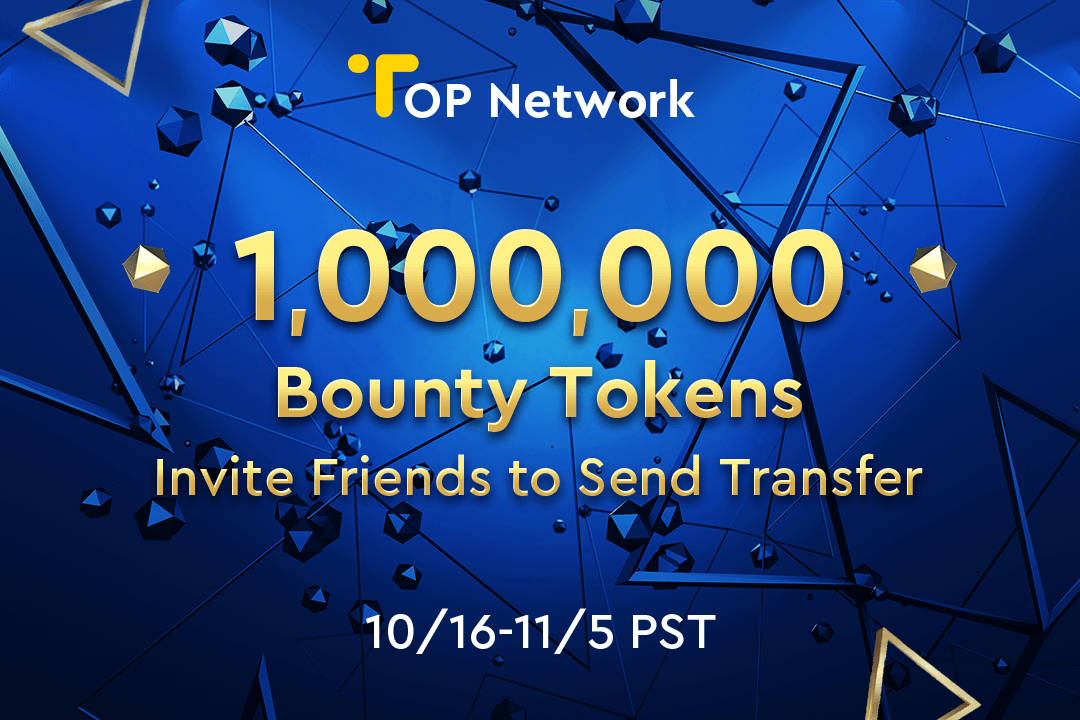 TOP Network
1,000,000
Bounty Tokens
Invite Friends to Send Transfer
10/16-11/5 PST